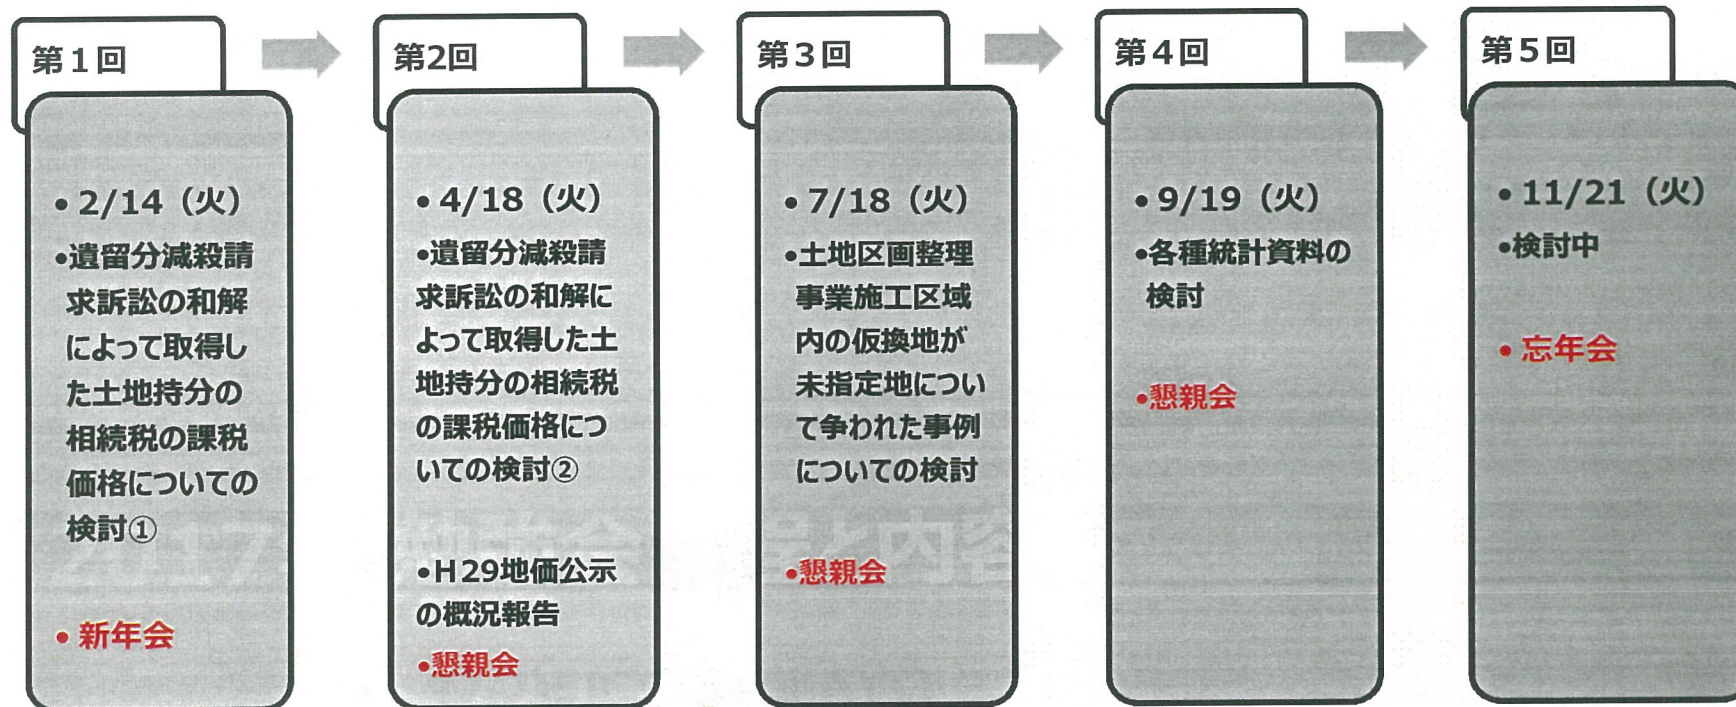 第１回
• 2/14（火）
•遺留分減殺請
求訴訟の和解
によって取得し
た土地持分の
相続税の課税
価格についての
検討①
• 新年会
第2回
• 4/18（火）
•遺留分減殺請
求訴訟の和解に
よって取得した土
地持分の相続税
の課税価格につ
いての検討②
•Ｈ29地価公示
の概況報告
•懇親会
第３回
• 7/18（火）
•土地区画整理
事業施工区域
内の仮換地が
未指定地につい
て争われた事例
についての検討
•懇親会
第４回
• 9/19（火）
•各種統計資料の
検討
•懇親会
第５回
• 11/21（火）
•検討中
• 忘年会